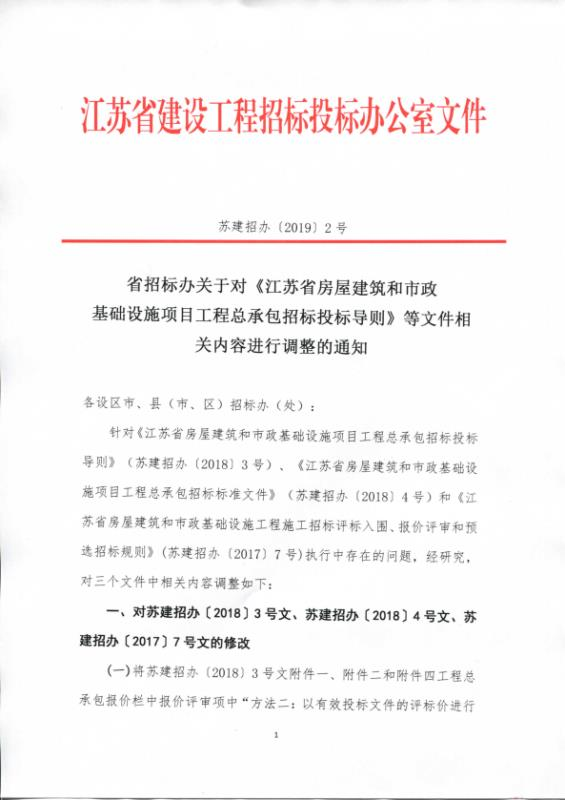 江苏省建设工程招标投标办公室文件
苏建招办〔2019〕2号
省招标办关于对《江苏省房屋建筑和市政
基础设施项目工程总承包招标投标导则》等文件相
关内容进行调整的通知
各设区市、县（市、区）招标办（处）：
针对《江苏省房屋建筑和市政基础设施项目工程总承包招标投标
导则》（苏建招办〔2018〕3号）、《江苏省房屋建筑和市政基础设
施项目工程总承包招标标准文件》（苏建招办〔2018〕4号）和《江
苏省房屋建筑和市政基础设施工程施工招标评标入围、报价评审和预
选招标规则》(苏建招办〔2017〕7号)执行中存在的问题，经研究，
对三个文件中相关内容调整如下：
一、对苏建招办〔2018〕3号文、苏建招办〔2018〕4号文、苏
建招办〔2017〕7号文的修改
(一)将苏建招办〔2018〕3号文附件一、附件二和附件四工程总
承包报价栏中报价评审项中“方法二：以有效投标文件的评标价进行
1